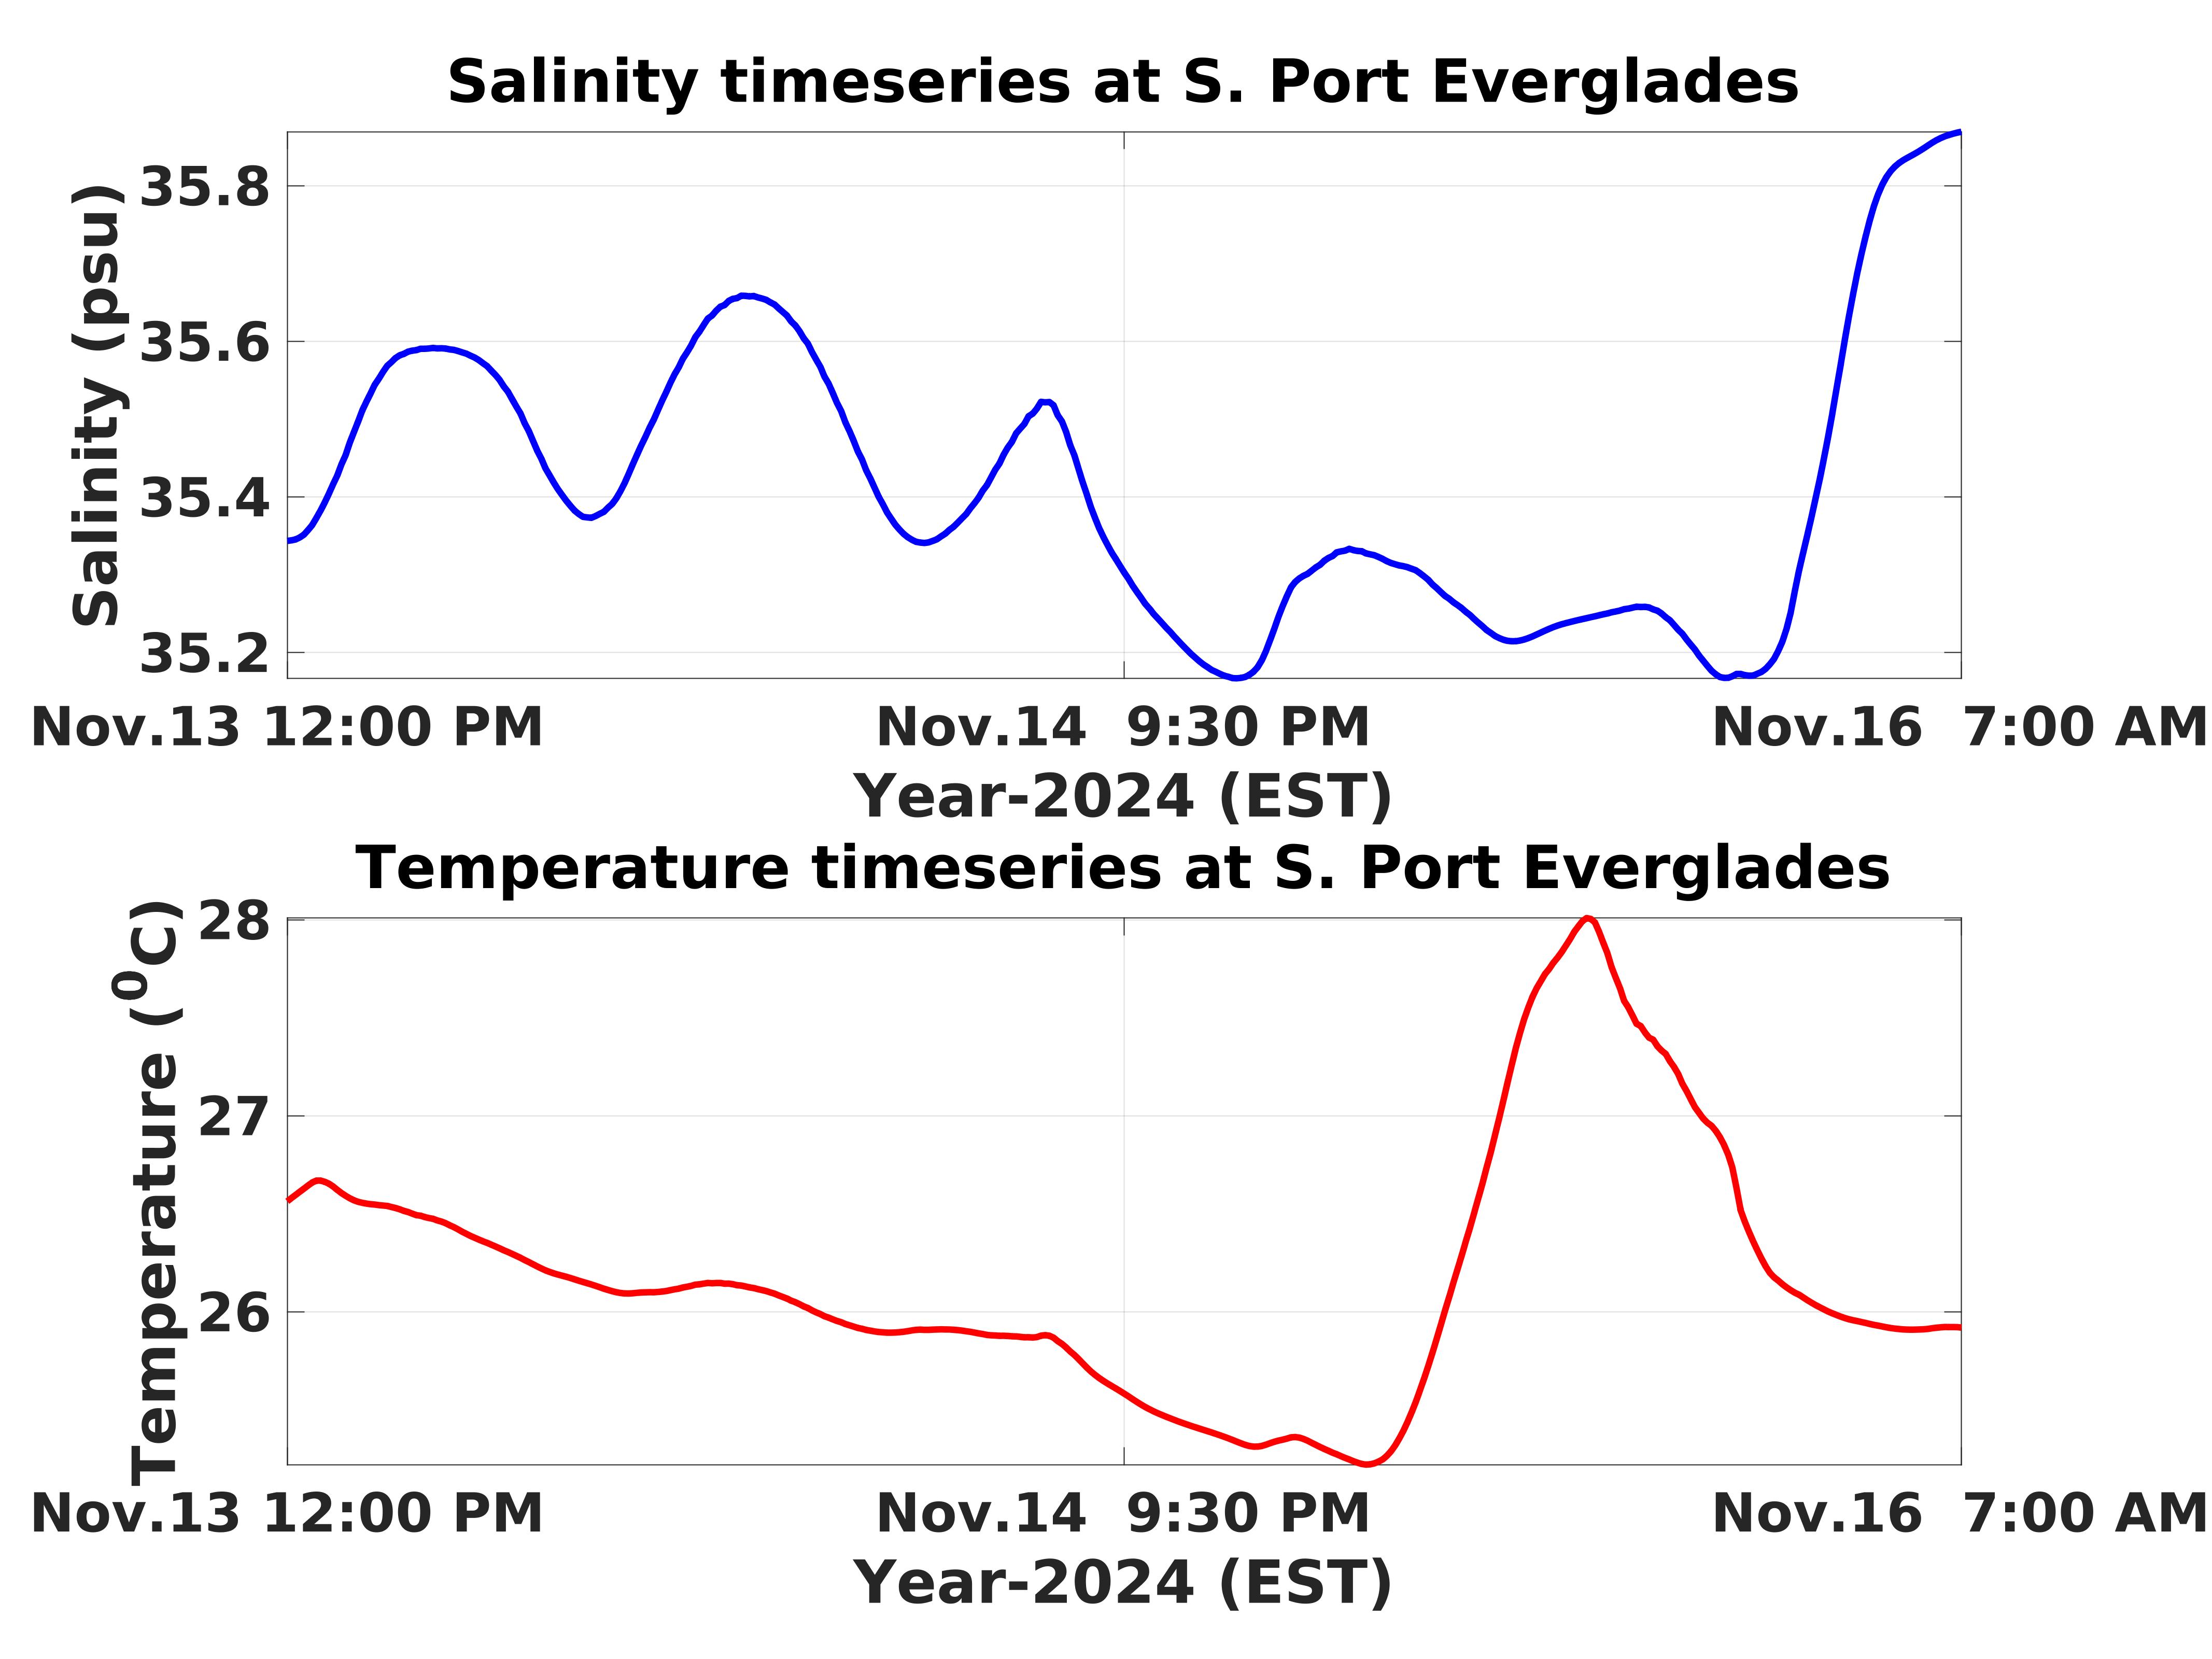 Salinity timeseries at S. Port Everglades
Salinity (psu)
35.8
35.6
35.4
35.2
Nov.13 12:00 PM Nov.14  9:30 PM Nov.16  7:00 AM
Year-2024 (EST)
Temperature timeseries at S. Port Everglades
Temperature (⁰C)
28
27
26
Nov.13 12:00 PM Nov.14  9:30 PM Nov.16  7:00 AM
Year-2024 (EST)